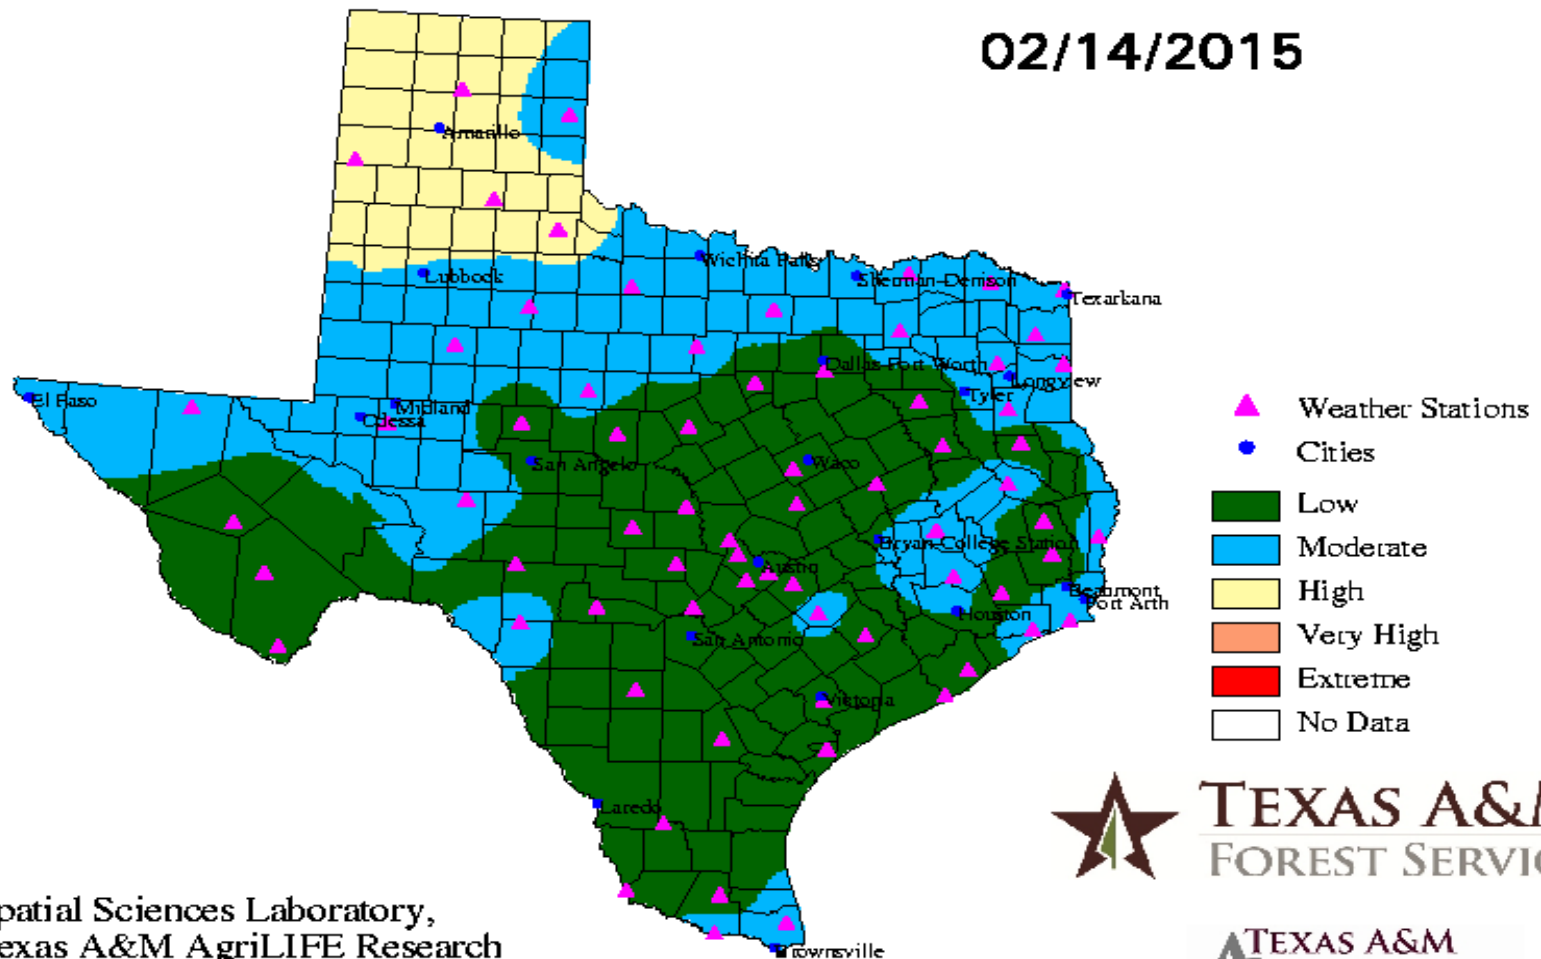 02/14/2015
Amarillo
Lubbock
Wichita Falls
Sherman-Denison
Texarkana
Dallas Fort Worth
Longview
Tyler
El Paso
Midland
Odessa
San Angelo
Waco
Bryan-College Station
Austin
Beaumont
Port Arth
Houston
San Antonio
Victoria
Laredo
Brownsville
Weather Stations
Cities
Low
Moderate
High
Very High
Extreme
No Data
TEXAS A&M
FOREST SERVIC
patial Sciences Laboratory,
exas A&M AgriLIFE Research
TEXAS A&M